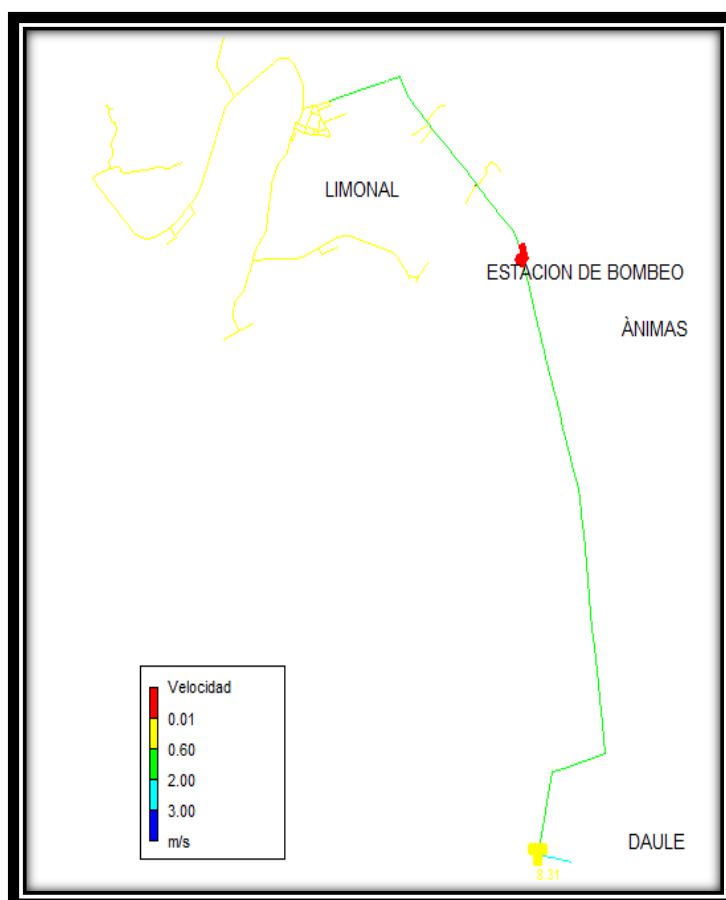 LIMONAL
ESTACION DE BOMBEO
ÀNIMAS
Velocidad
0.01
0.60
2.00
3.00
m/s
DAULE
8.31